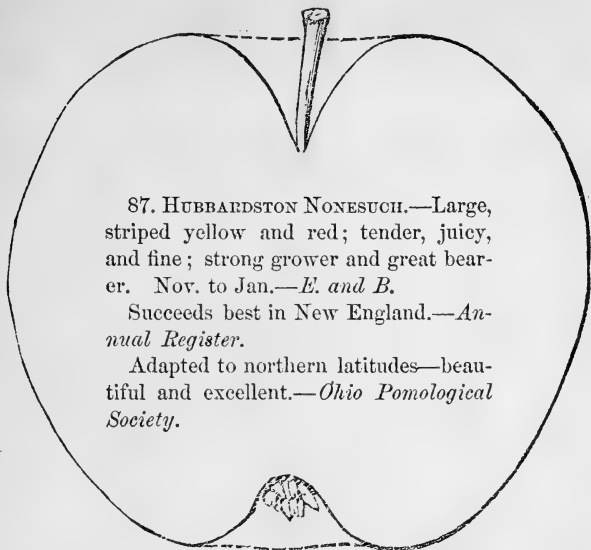 87. HUBBARDSTON NONESUCH.—Large,
striped yellow and red; tender, juicy,
and fine; strong grower and great bear-
er. Nov. to Jan.—E. and B.
Succeeds best in New England.—An-
nual Register.
Adapted to northern latitudes—beau-
tiful and excellent.—Ohio Pomological
Society.